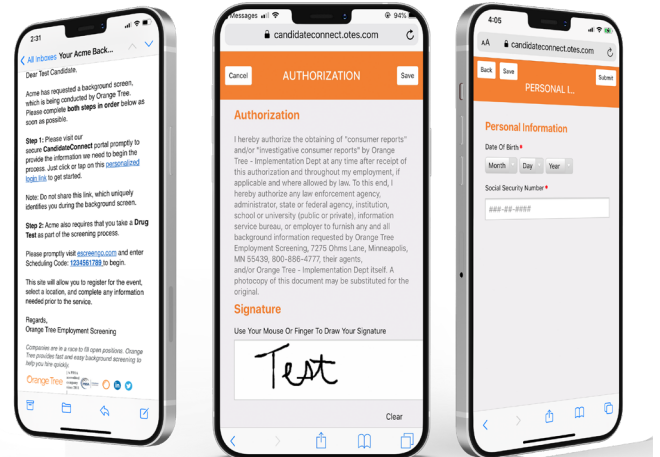 2:31
All Inboxes Your Acme Back...
Dear Test Candidate.
Acme has requested a background screen,
which is being conducted by Orange Tree.
Please complete both steps in order below as
soon as possible.
Step 1: Please visit our
secure CandidateConnect portal promptly to
provide the information we need to begin the
process. Just click or tap on this personalized
login link to get started.
Note: Do not share this link, which uniquely
identifies you during the background screen.
Step 2: Acme also requires that you take a Drug
Test as part of the screening process.
Please promptly visit escreengo.com and enter
Scheduling Code: 1234561789 to begin.
This site will allow you to register for the event,
select a location, and complete any information
needed prior to the service.
Regards,
Orange Tree Employment Screening
Companies are in a race to fill open positions. Orange
Tree provides fast and easy background screening to
help you hire quickly.
Orange Tree
Messages 94%
candidateconnect.otes.com
Cancel AUTHORIZATION Save
Authorization
I hereby authorize the obtaining of "consumer reports"
and/or "investigative consumer reports" by Orange
Tree - Implementation Dept at any time after receipt of
this authorization and throughout my employment, if
applicable and where allowed by law. To this end, I
hereby authorize any law enforcement agency,
administrator, state or federal agency, institution,
school or university (public or private), information
service bureau, or employer to furnish any and all
background information requested by Orange Tree
Employment Screening, 7275 Ohms Lane, Minneapolis,
MN 55439, 800-886-4777, their agents,
and/or Orange Tree - Implementation Dept itself. A
photocopy of this document may be substituted for the
original.
Signature
Use Your Mouse Or Finger To Draw Your Signature
Test
Clear
4:05
AA candidateconnect.otes.com
Back Save Submit
PERSONAL I...
Personal Information
Date Of Birth*
Month Day Year
Social Security Number*
###-##-####